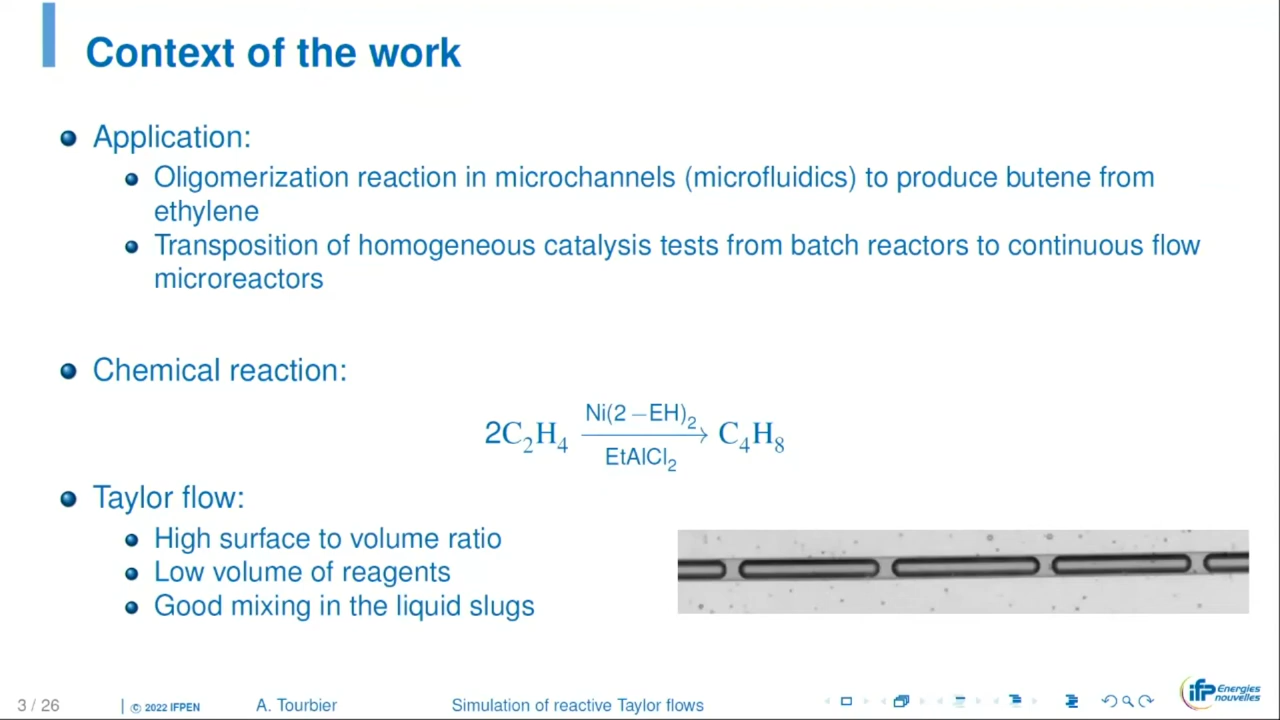 Context of the work
Application:
Oligomerization reaction in microchannels (microfluidics) to produce butene from
ethylene
Transposition of homogeneous catalysis tests from batch reactors to continuous flow
microreactors
Chemical reaction:
Ni(2−EH)₂
2C₂H₄ ⟶ C₄H₈
EtAlCl₂
Taylor flow:
High surface to volume ratio
Low volume of reagents
Good mixing in the liquid slugs
3 / 26 | © 2022 IFPEN A. Tourbier Simulation of reactive Taylor flows
ifp Energies
nouvelles